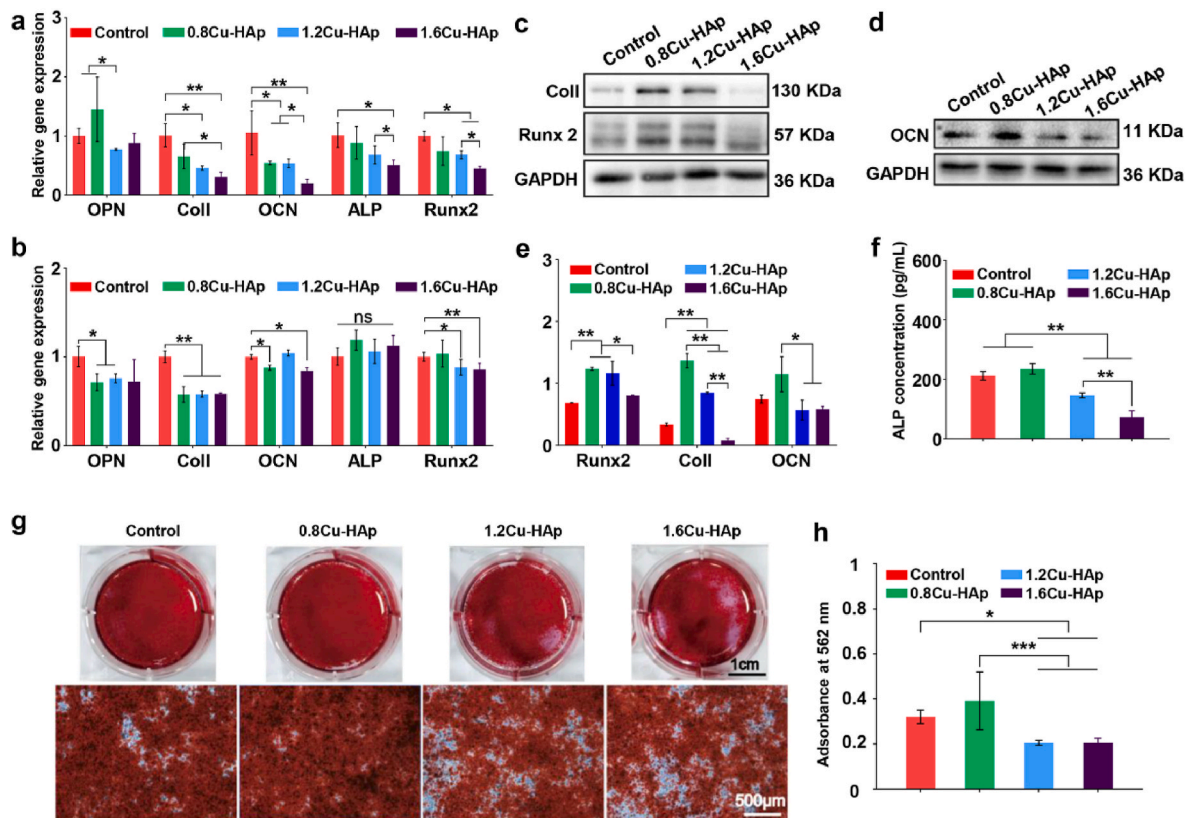 a
Relative gene expression
3
2
1
0
Control 0.8Cu-HAp 1.2Cu-HAp 1.6Cu-HAp
*
** * *
** * *
* *
* *
OPN ColI OCN ALP Runx2
b
Relative gene expression
2
1
0
Control 0.8Cu-HAp 1.2Cu-HAp 1.6Cu-HAp
*
**
* *
ns
** *
OPN ColI OCN ALP Runx2
c
Control 0.8Cu-HAp 1.2Cu-HAp 1.6Cu-HAp
ColI 130 KDa
Runx 2 57 KDa
GAPDH 36 KDa
d
Control 0.8Cu-HAp 1.2Cu-HAp 1.6Cu-HAp
OCN 11 KDa
GAPDH 36 KDa
e
3
2
1
0
Control 1.2Cu-HAp
0.8Cu-HAp 1.6Cu-HAp
** *
** ** **
*
Runx2 ColI OCN
f
ALP concentration (pg/mL)
600
400
200
0
Control 1.2Cu-HAp
0.8Cu-HAp 1.6Cu-HAp
**
**
g
Control 0.8Cu-HAp 1.2Cu-HAp 1.6Cu-HAp
1cm
500μm
h
Adsorbance at 562 nm
1
0.8
0.6
0.4
0.2
0
Control 1.2Cu-HAp
0.8Cu-HAp 1.6Cu-HAp
*
***